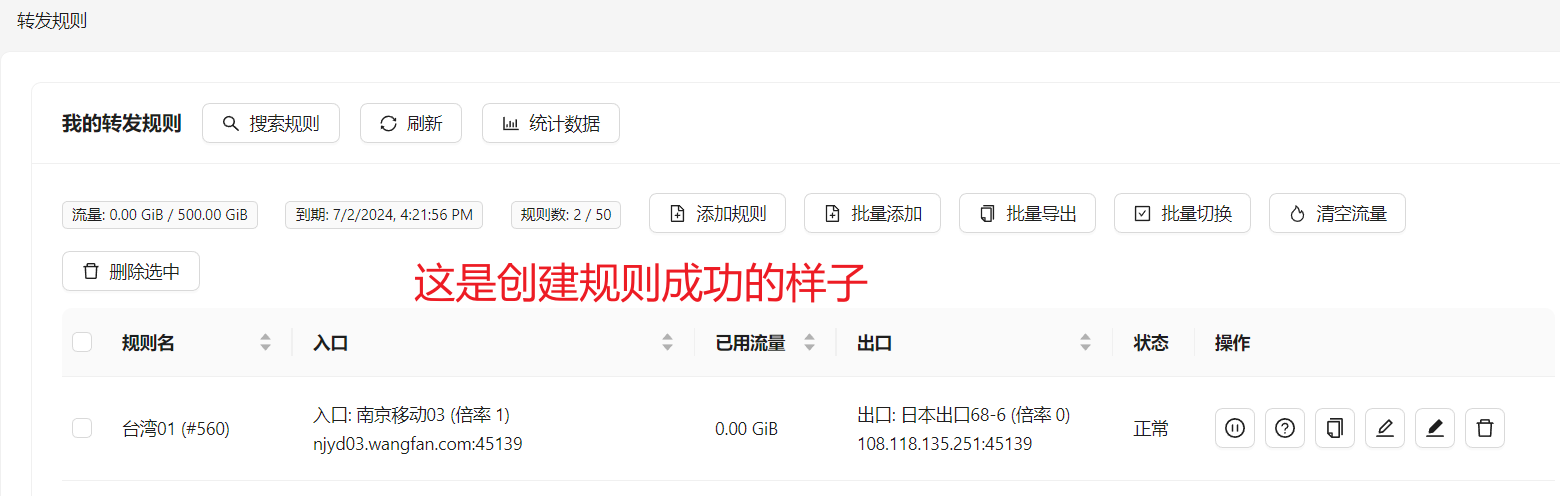 转发规则
我的转发规则 搜索规则 刷新 统计数据
流量: 0.00 GiB / 500.00 GiB 到期: 7/2/2024, 4:21:56 PM 规则数: 2 / 50 添加规则 批量添加 批量导出 批量切换 清空流量
删除选中
这是创建规则成功的样子
规则名 入口 已用流量 出口 状态 操作
台湾01 (#560) 入口: 南京移动03 (倍率 1) 0.00 GiB 出口: 日本出口68-6 (倍率 0) 正常
njyd03.wangfan.com:45139 108.118.135.251:45139